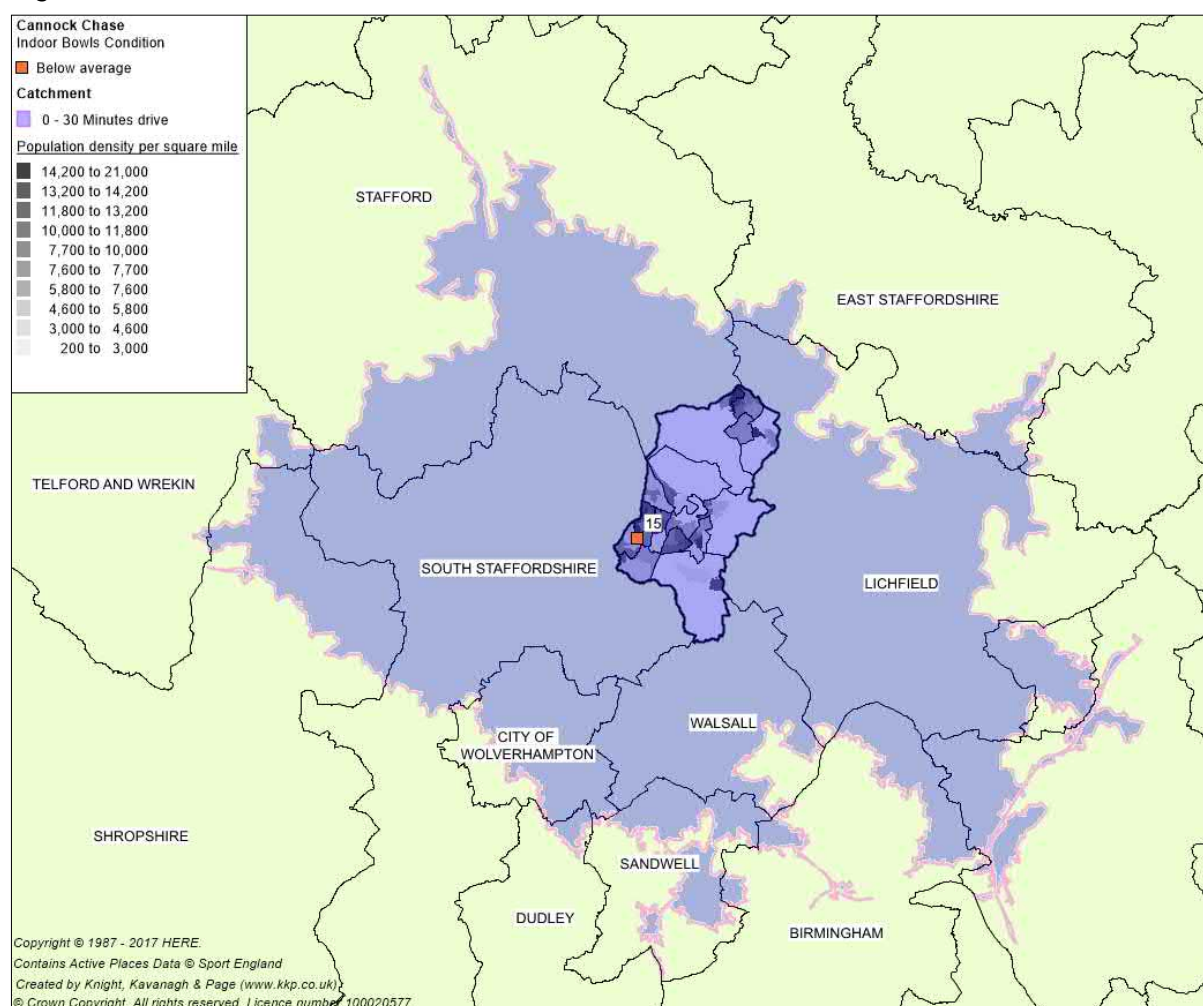 Cannock Chase
Indoor Bowls Condition
Below average
Catchment
0 - 30 Minutes drive
Population density per square mile
14,200 to 21,000
13,200 to 14,200
11,800 to 13,200
10,000 to 11,800
7,700 to 10,000
7,600 to 7,700
5,800 to 7,600
4,600 to 5,800
3,000 to 4,600
200 to 3,000
STAFFORD
EAST STAFFORDSHIRE
TELFORD AND WREKIN
15
SOUTH STAFFORDSHIRE
LICHFIELD
WALSALL
CITY OF
WOLVERHAMPTON
SHROPSHIRE
SANDWELL
DUDLEY
BIRMINGHAM
Copyright © 1987 - 2017 HERE.
Contains Active Places Data © Sport England
Created by Knight, Kavanagh & Page (www.kkp.co.uk)
© Crown Copyright. All rights reserved. Licence number 100020577